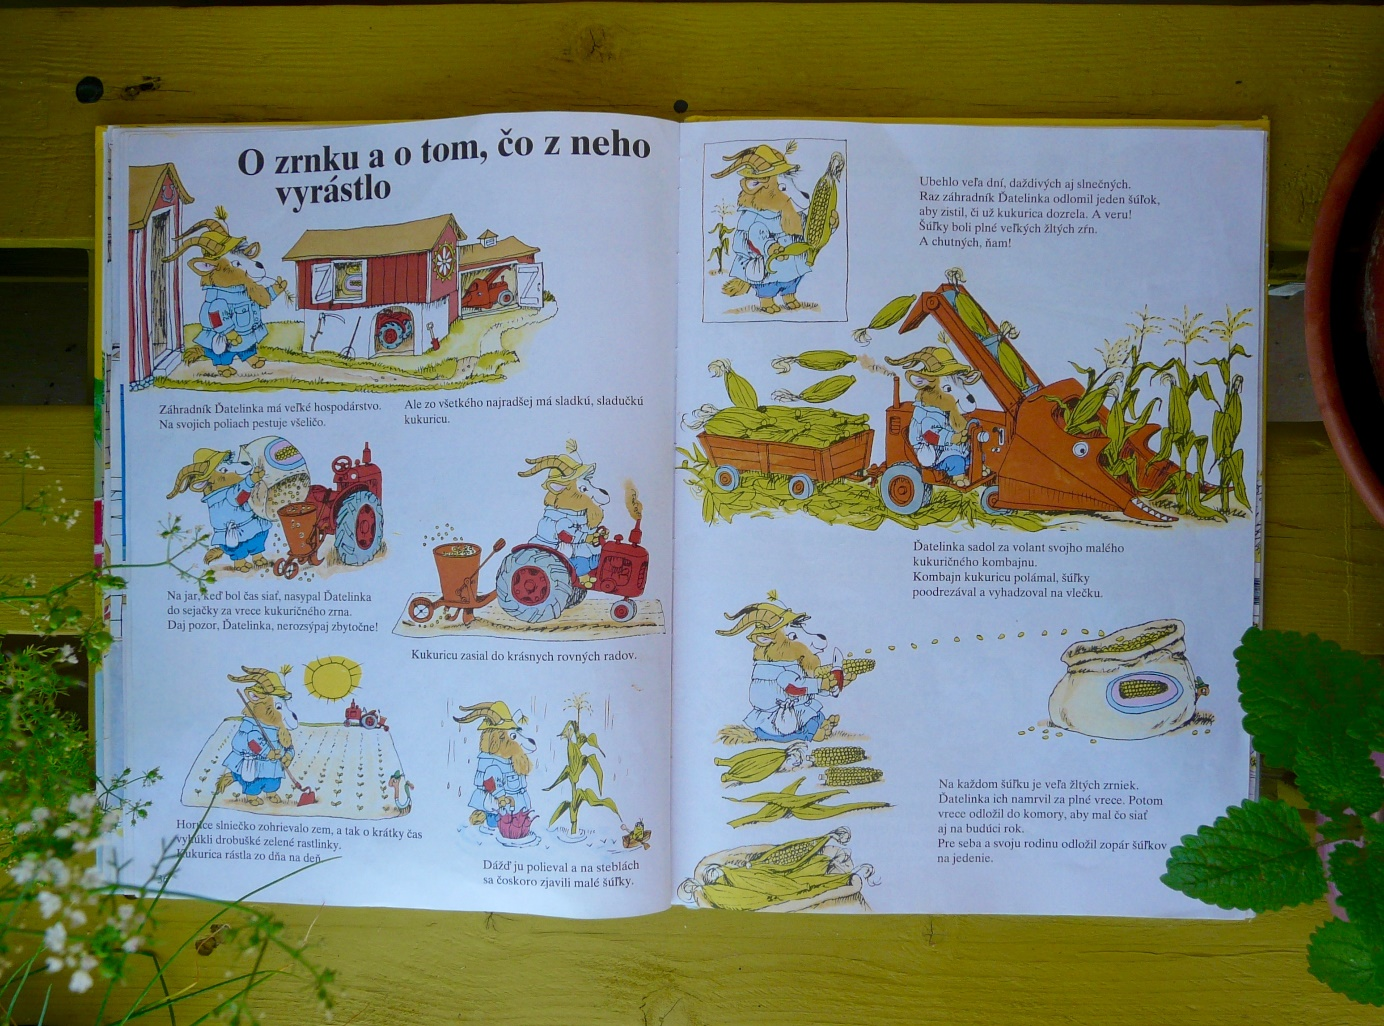 O zrnku a o tom, čo z neho
vyrástlo
Záhradník Ďatelinka má veľké hospodárstvo.
Na svojich poliach pestuje všeličo.
Ale zo všetkého najradšej má sladkú, sladučkú
kukuricu.
Na jar, keď bol čas siať, nasypal Ďatelinka
do sejačky za vrece kukuričného zrna.
Daj pozor, Ďatelinka, nerozsýpaj zbytočne!
Kukuricu zasial do krásnych rovných radov.
Horúce slniečko zohrievalo zem, a tak o krátky čas
vykukli drobušké zelené rastlinky.
Kukurica rástla zo dňa na deň.
Dážď ju polieval a na steblách
sa čoskoro zjavili malé šúľky.
Ubehlo veľa dní, daždivých aj slnečných.
Raz záhradník Ďatelinka odlomil jeden šúľok,
aby zistil, či už kukurica dozrela. A veru!
Šúľky boli plné veľkých žltých zŕn.
A chutných, ňam!
Ďatelinka sadol za volant svojho malého
kukuričného kombajnu.
Kombajn kukuricu polámal, šúľky
poodrezával a vyhadzoval na vlečku.
Na každom šúľku je veľa žltých zrniek.
Ďatelinka ich namrvil za plné vrece. Potom
vrece odložil do komory, aby mal čo siať
aj na budúci rok.
Pre seba a svoju rodinu odložil zopár šúľkov
na jedenie.